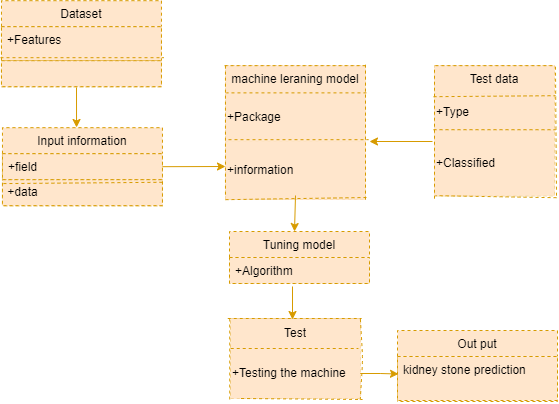 Dataset
+Features
Input information
+field
+data
machine leraning model
+Package
+information
Test data
+Type
+Classified
Tuning model
+Algorithm
Test
+Testing the machine
Out put
kidney stone prediction